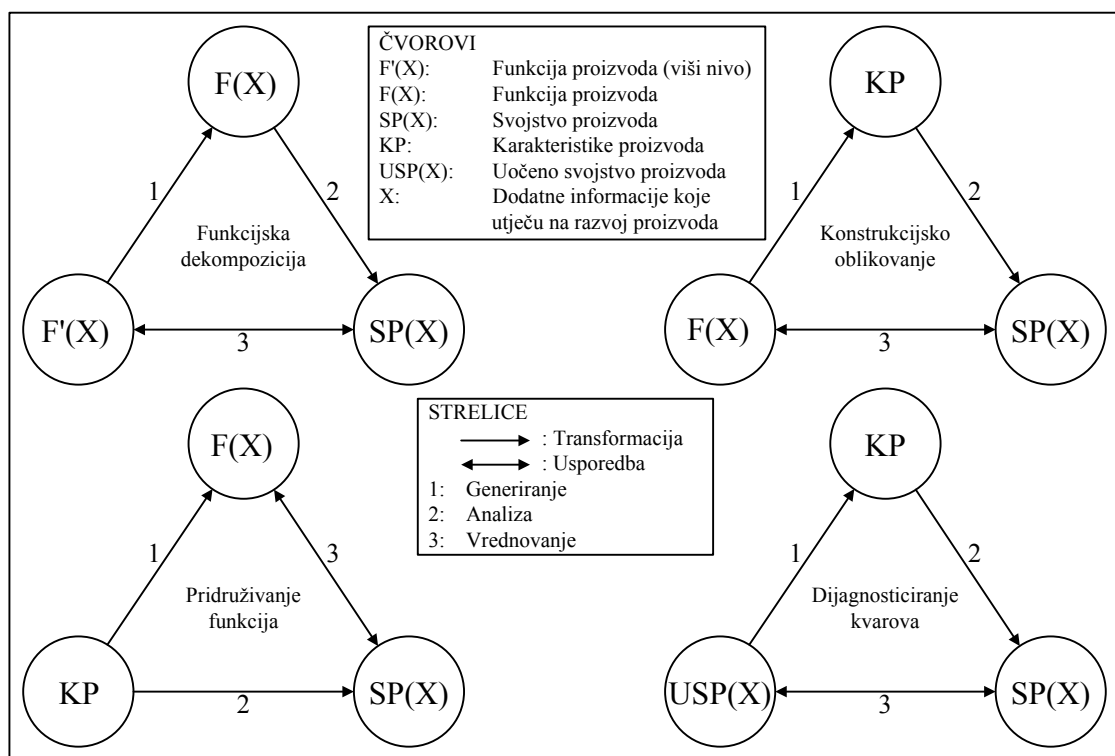 F(X)
1
2
Funkcijska
dekompozicija
F'(X)
3
SP(X)
ČVOROVI
F'(X): Funkcija proizvoda (viši nivo)
F(X): Funkcija proizvoda
SP(X): Svojstvo proizvoda
KP: Karakteristike proizvoda
USP(X): Uočeno svojstvo proizvoda
X: Dodatne informacije koje
utječu na razvoj proizvoda
KP
1
2
Konstrukcijsko
oblikovanje
F(X)
3
SP(X)
F(X)
1
3
Pridruživanje
funkcija
KP
2
SP(X)
STRELICE
: Transformacija
: Usporedba
1: Generiranje
2: Analiza
3: Vrednovanje
KP
1
2
Dijagnosticiranje
kvarova
USP(X)
3
SP(X)